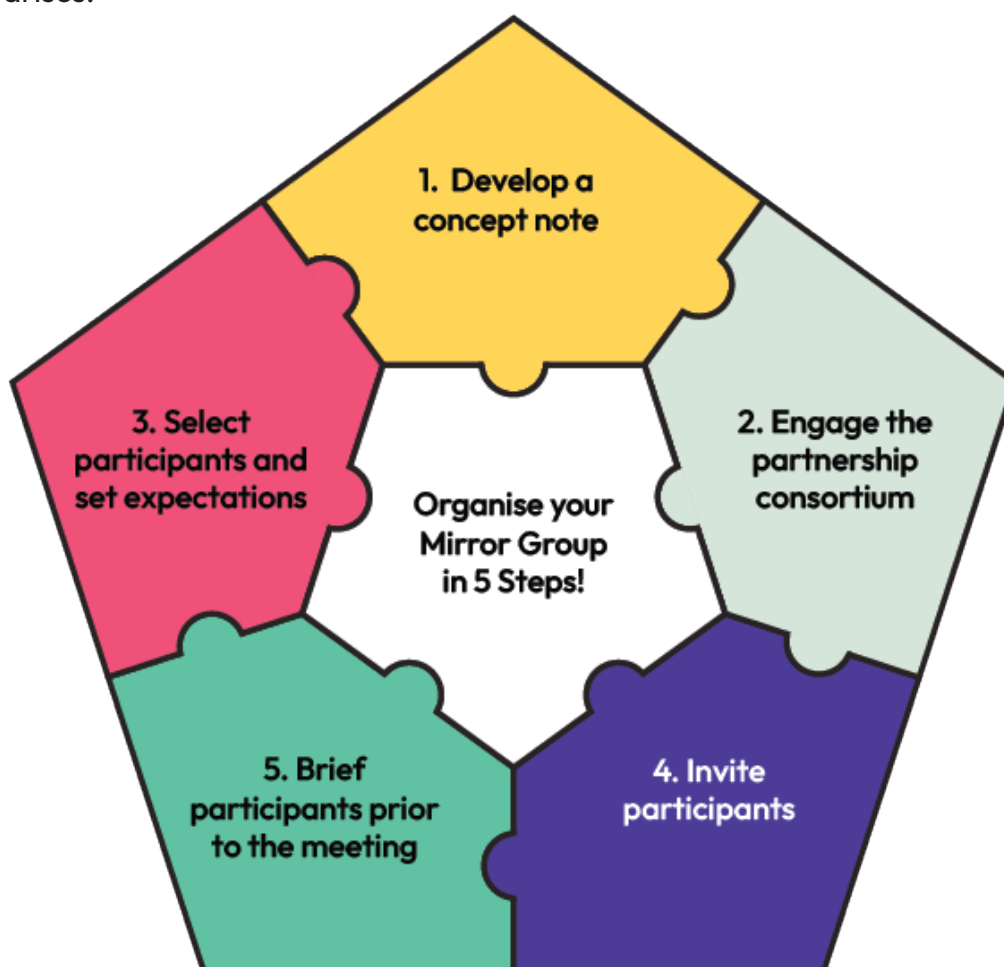 arises.
1. Develop a
concept note
2. Engage the
partnership
consortium
3. Select
participants and
set expectations
Organise your
Mirror Group
in 5 Steps!
4. Invite
participants
5. Brief
participants prior
to the meeting